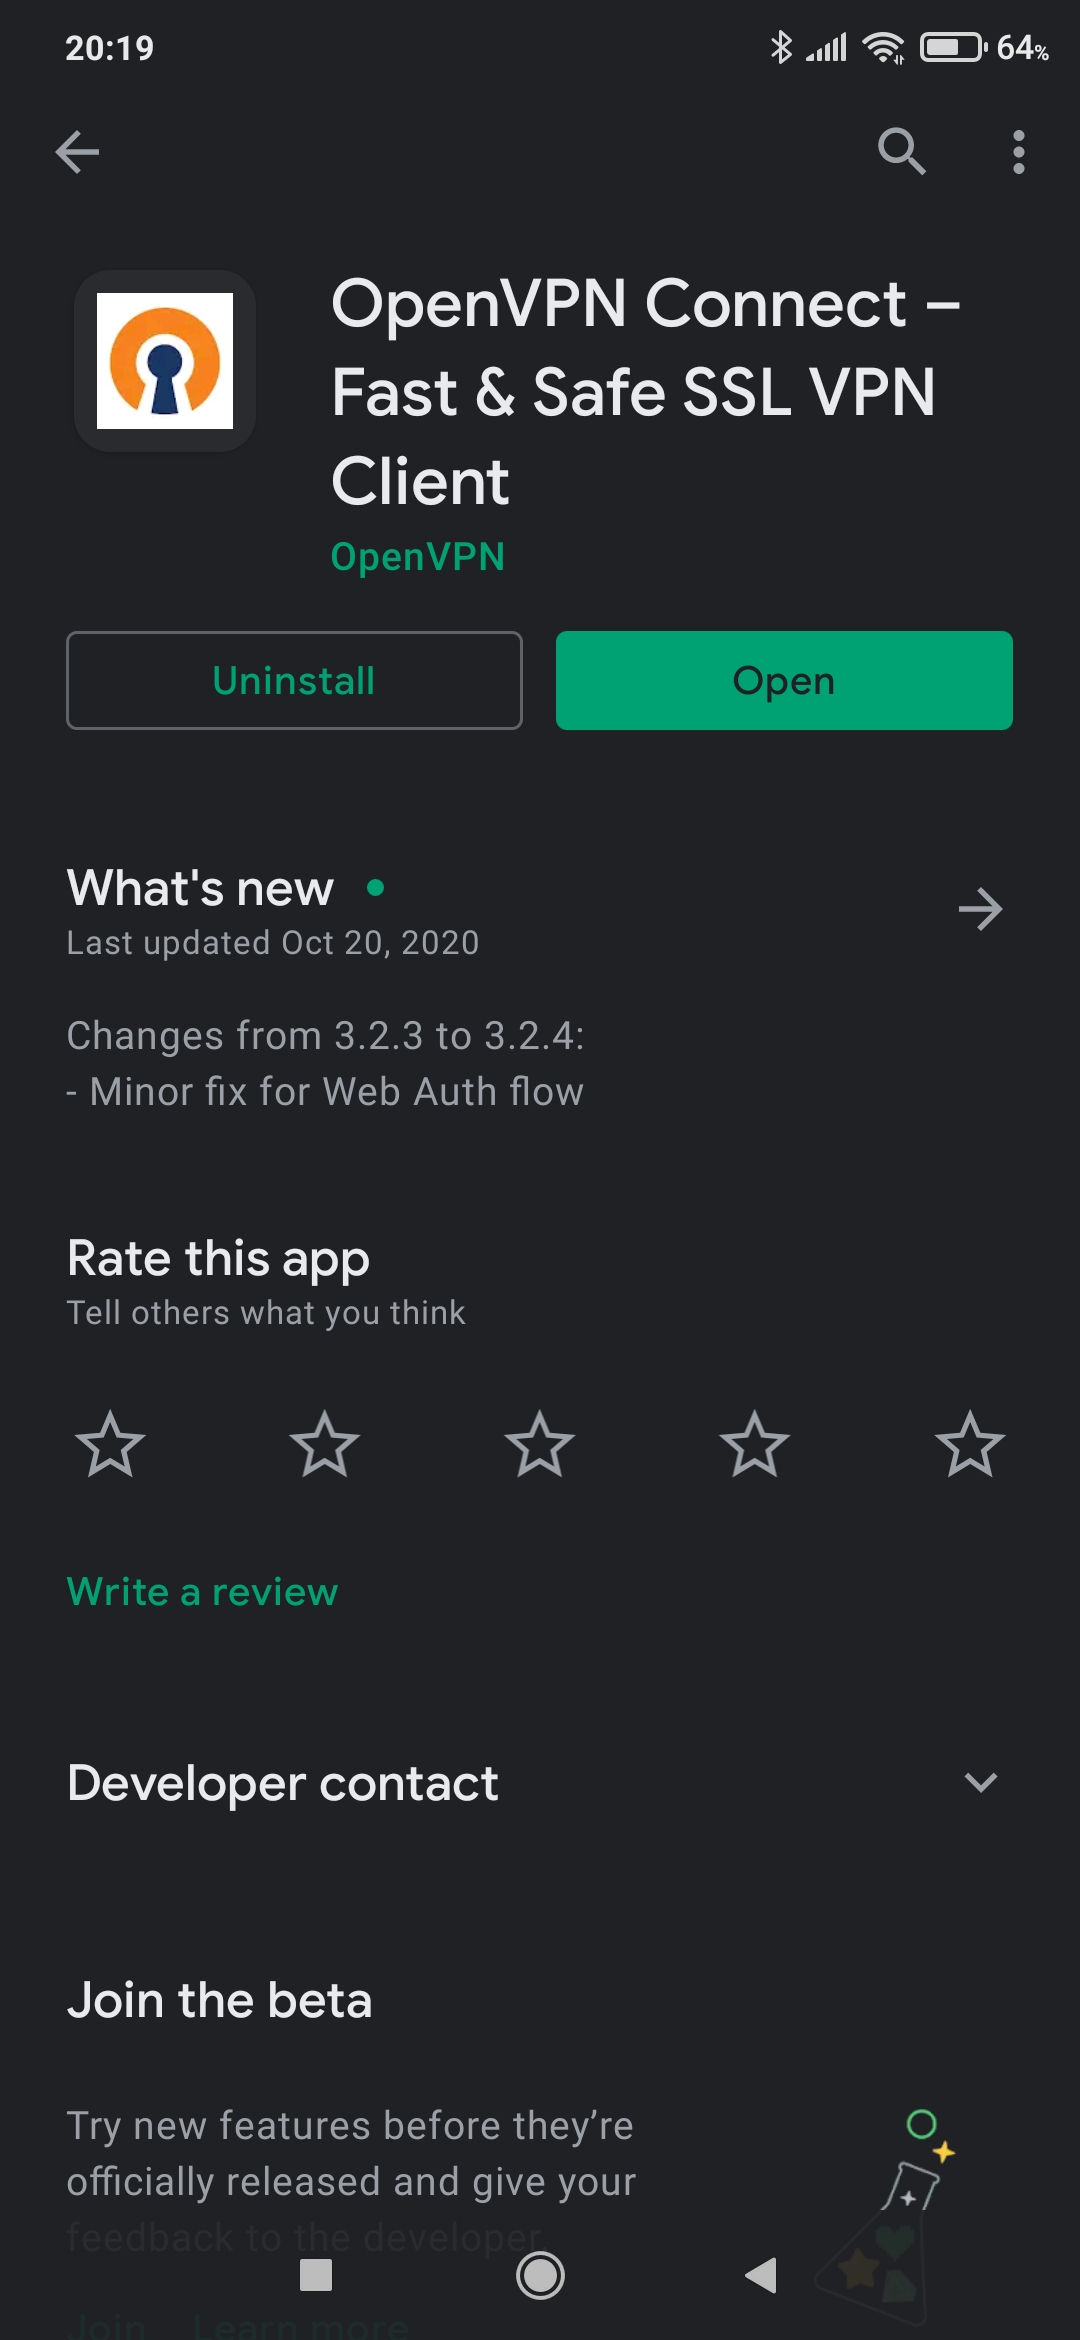 20:19
64%
OpenVPN Connect –
Fast & Safe SSL VPN
Client
OpenVPN
Uninstall
Open
What's new
Last updated Oct 20, 2020
Changes from 3.2.3 to 3.2.4:
- Minor fix for Web Auth flow
Rate this app
Tell others what you think
Write a review
Developer contact
Join the beta
Try new features before they’re
officially released and give your
feedback to the developer
Join Learn more